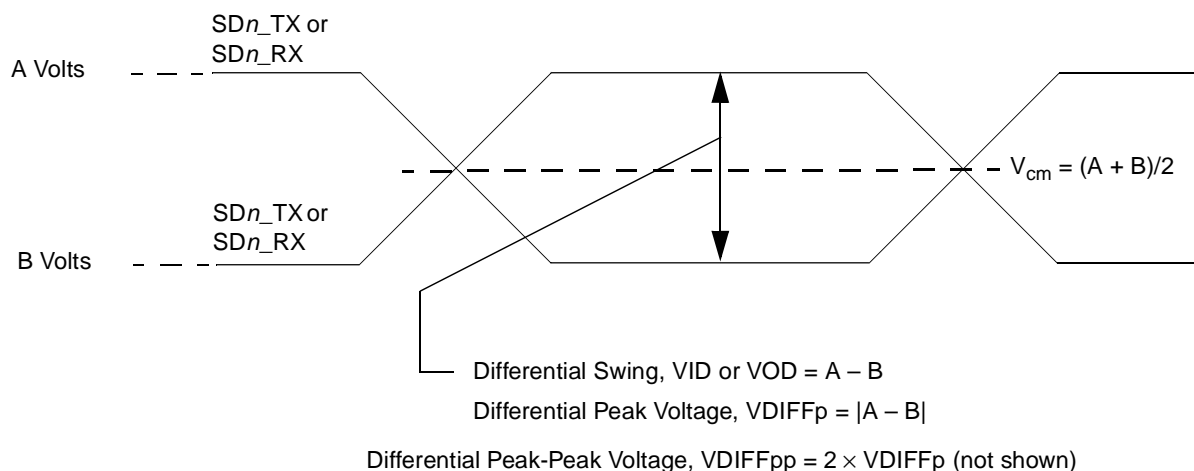 SDn_TX or
SDn_RX
A Volts
Vcm = (A + B)/2
SDn_TX or
SDn_RX
B Volts
Differential Swing, VID or VOD = A – B
Differential Peak Voltage, VDIFFp = |A – B|
Differential Peak-Peak Voltage, VDIFFpp = 2 × VDIFFp (not shown)